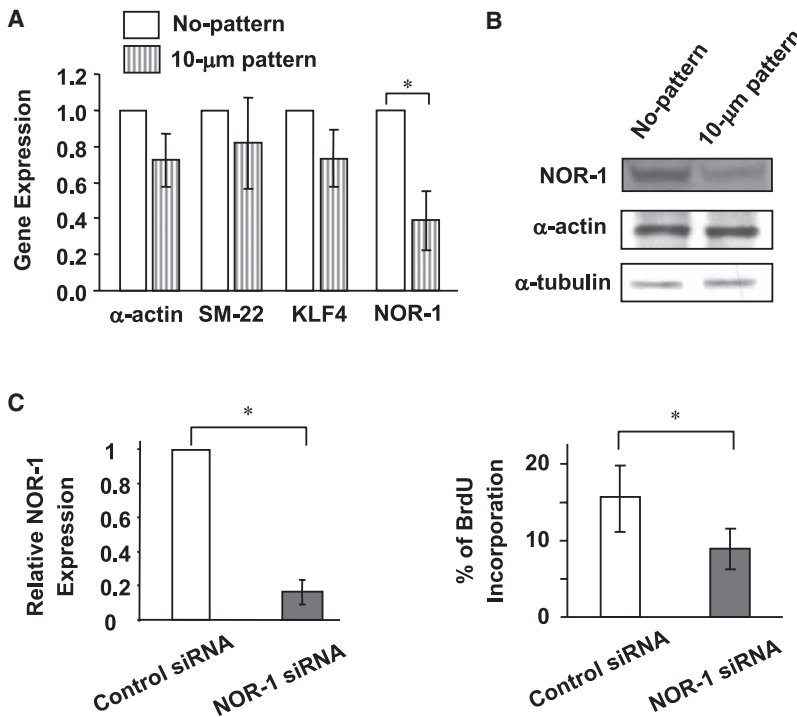 A
No-pattern
10-μm pattern
Gene Expression
1.2
1.0
0.8
0.6
0.4
0.2
0.0
*
α-actin SM-22 KLF4 NOR-1
B
No-pattern
10-μm pattern
NOR-1
α-actin
α-tubulin
C
Relative NOR-1
Expression
1
0.8
0.6
0.4
0.2
0
*
Control siRNA
NOR-1 siRNA
% of BrdU
Incorporation
20
10
0
*
Control siRNA
NOR-1 siRNA